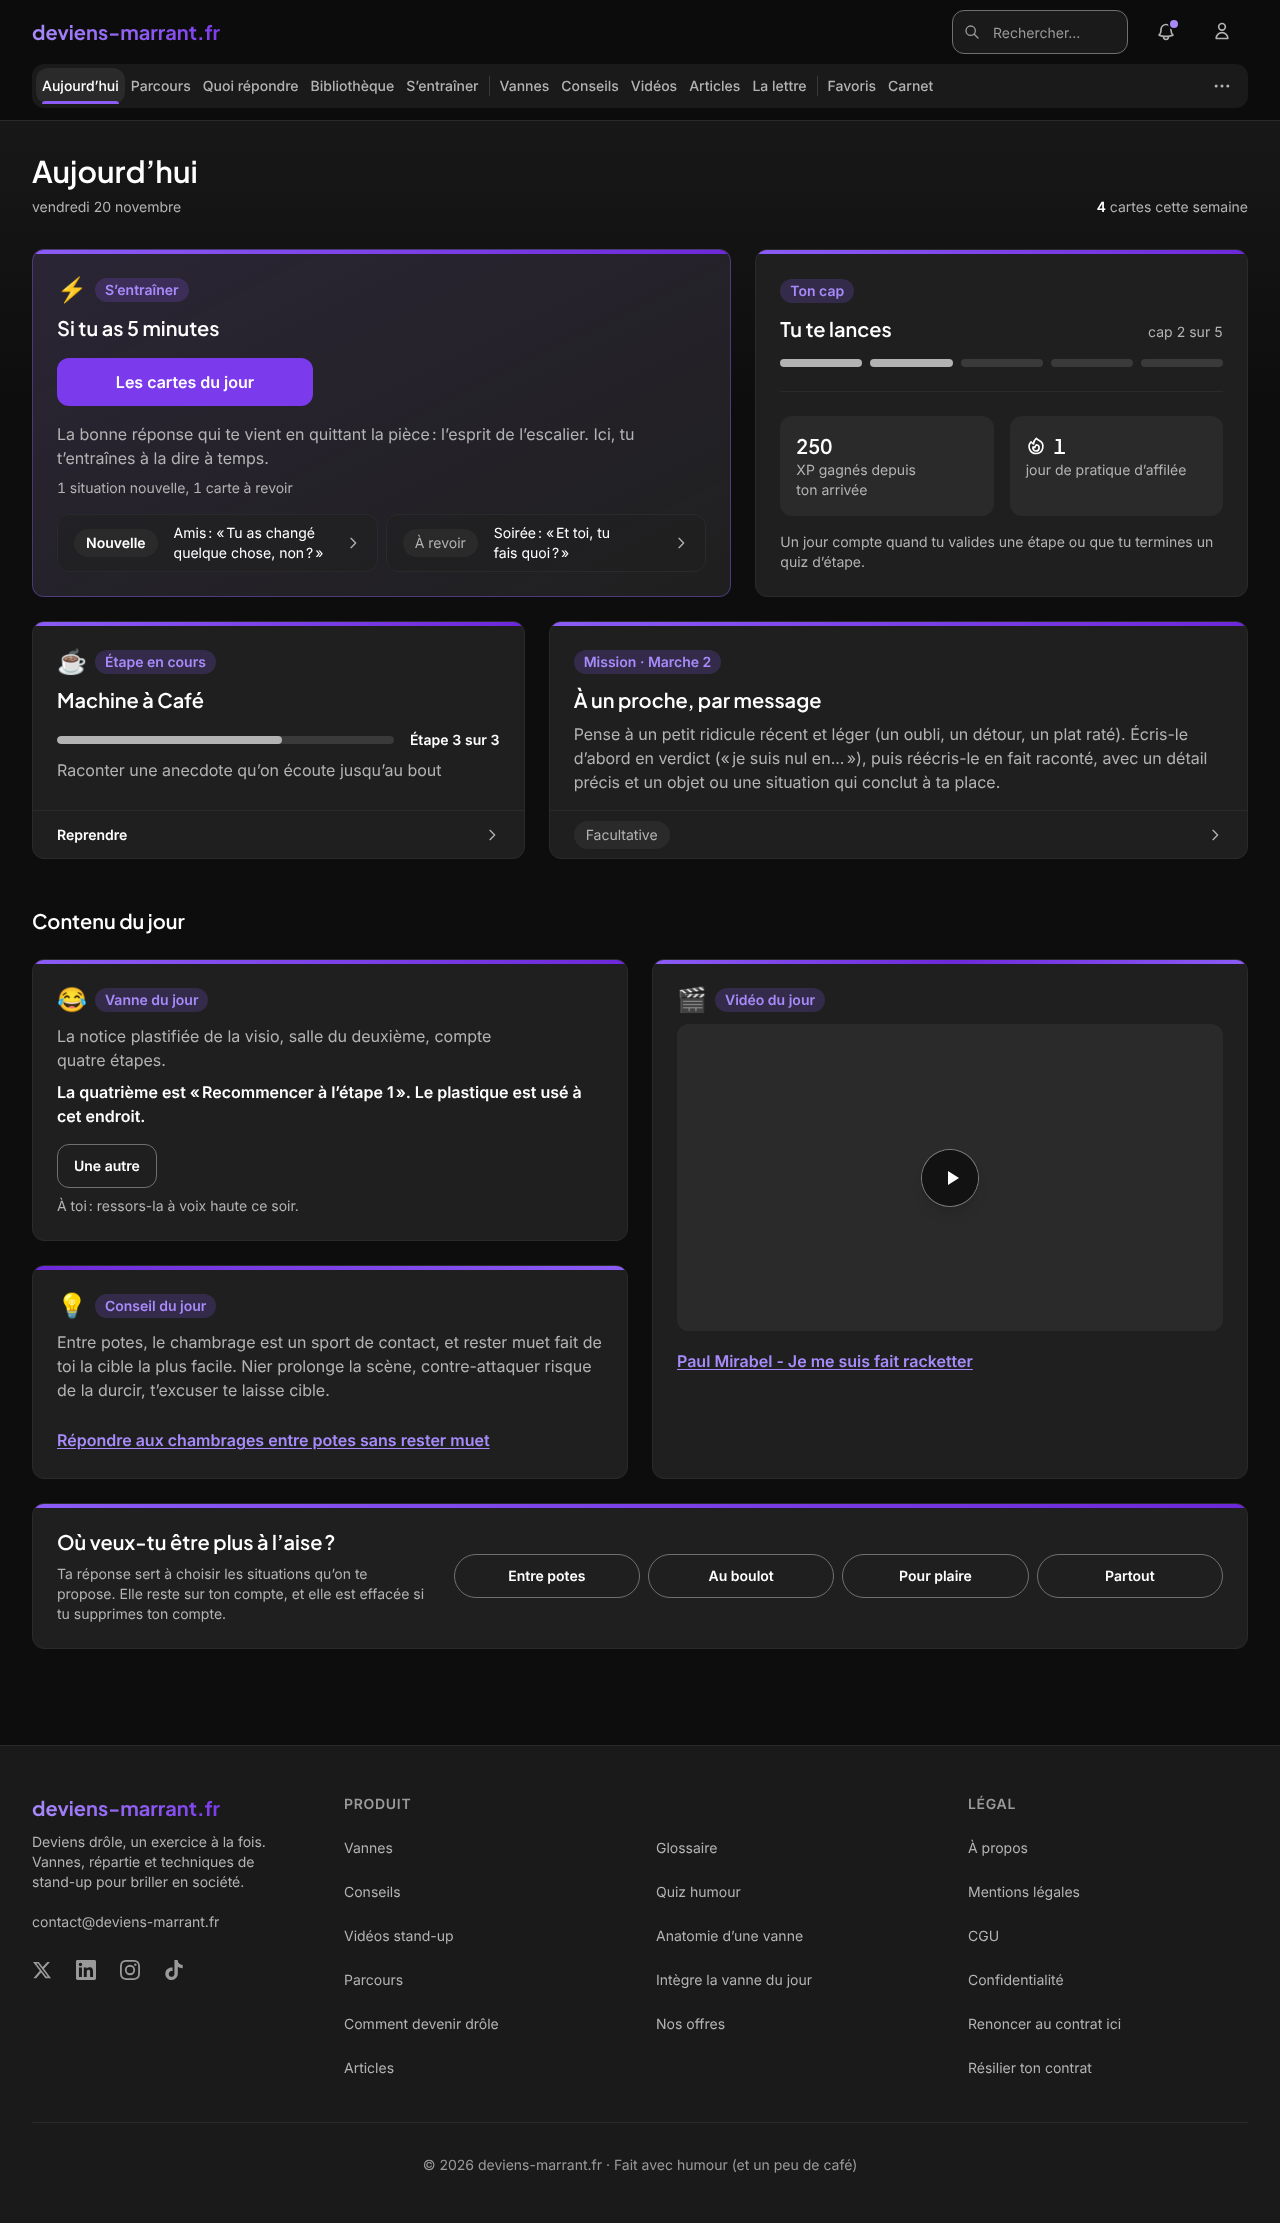 deviens-marrant.fr
Rechercher...
Aujourd’hui Parcours Quoi répondre Bibliothèque S’entraîner Vannes Conseils Vidéos Articles La lettre Favoris Carnet
Aujourd’hui
vendredi 20 novembre
4 cartes cette semaine
S’entraîner
Si tu as 5 minutes
Les cartes du jour
La bonne réponse qui te vient en quittant la pièce : l’esprit de l’escalier. Ici, tu
t’entraînes à la dire à temps.
1 situation nouvelle, 1 carte à revoir
Nouvelle
Amis : « Tu as changé
quelque chose, non ? »
À revoir
Soirée : « Et toi, tu
fais quoi ? »
Ton cap
Tu te lances
cap 2 sur 5
250
XP gagnés depuis
ton arrivée
1
jour de pratique d’affilée
Un jour compte quand tu valides une étape ou que tu termines un
quiz d’étape.
Étape en cours
Machine à Café
Étape 3 sur 3
Raconter une anecdote qu’on écoute jusqu’au bout
Reprendre
Mission · Marche 2
À un proche, par message
Pense à un petit ridicule récent et léger (un oubli, un détour, un plat raté). Écris-le
d’abord en verdict (« je suis nul en... »), puis réécris-le en fait raconté, avec un détail
précis et un objet ou une situation qui conclut à ta place.
Facultative
Contenu du jour
Vanne du jour
La notice plastifiée de la visio, salle du deuxième, compte
quatre étapes.
La quatrième est « Recommencer à l’étape 1 ». Le plastique est usé à
cet endroit.
Une autre
À toi : ressors-la à voix haute ce soir.
Conseil du jour
Entre potes, le chambrage est un sport de contact, et rester muet fait de
toi la cible la plus facile. Nier prolonge la scène, contre-attaquer risque
de la durcir, t’excuser te laisse cible.
Répondre aux chambrages entre potes sans rester muet
Vidéo du jour
Paul Mirabel - Je me suis fait racketter
Où veux-tu être plus à l’aise ?
Ta réponse sert à choisir les situations qu’on te
propose. Elle reste sur ton compte, et elle est effacée si
tu supprimes ton compte.
Entre potes
Au boulot
Pour plaire
Partout
deviens-marrant.fr
Deviens drôle, un exercice à la fois.
Vannes, répartie et techniques de
stand-up pour briller en société.
contact@deviens-marrant.fr
PRODUIT
Vannes
Conseils
Vidéos stand-up
Parcours
Comment devenir drôle
Articles
Glossaire
Quiz humour
Anatomie d’une vanne
Intègre la vanne du jour
Nos offres
LÉGAL
À propos
Mentions légales
CGU
Confidentialité
Renoncer au contrat ici
Résilier ton contrat
© 2026 deviens-marrant.fr · Fait avec humour (et un peu de café)